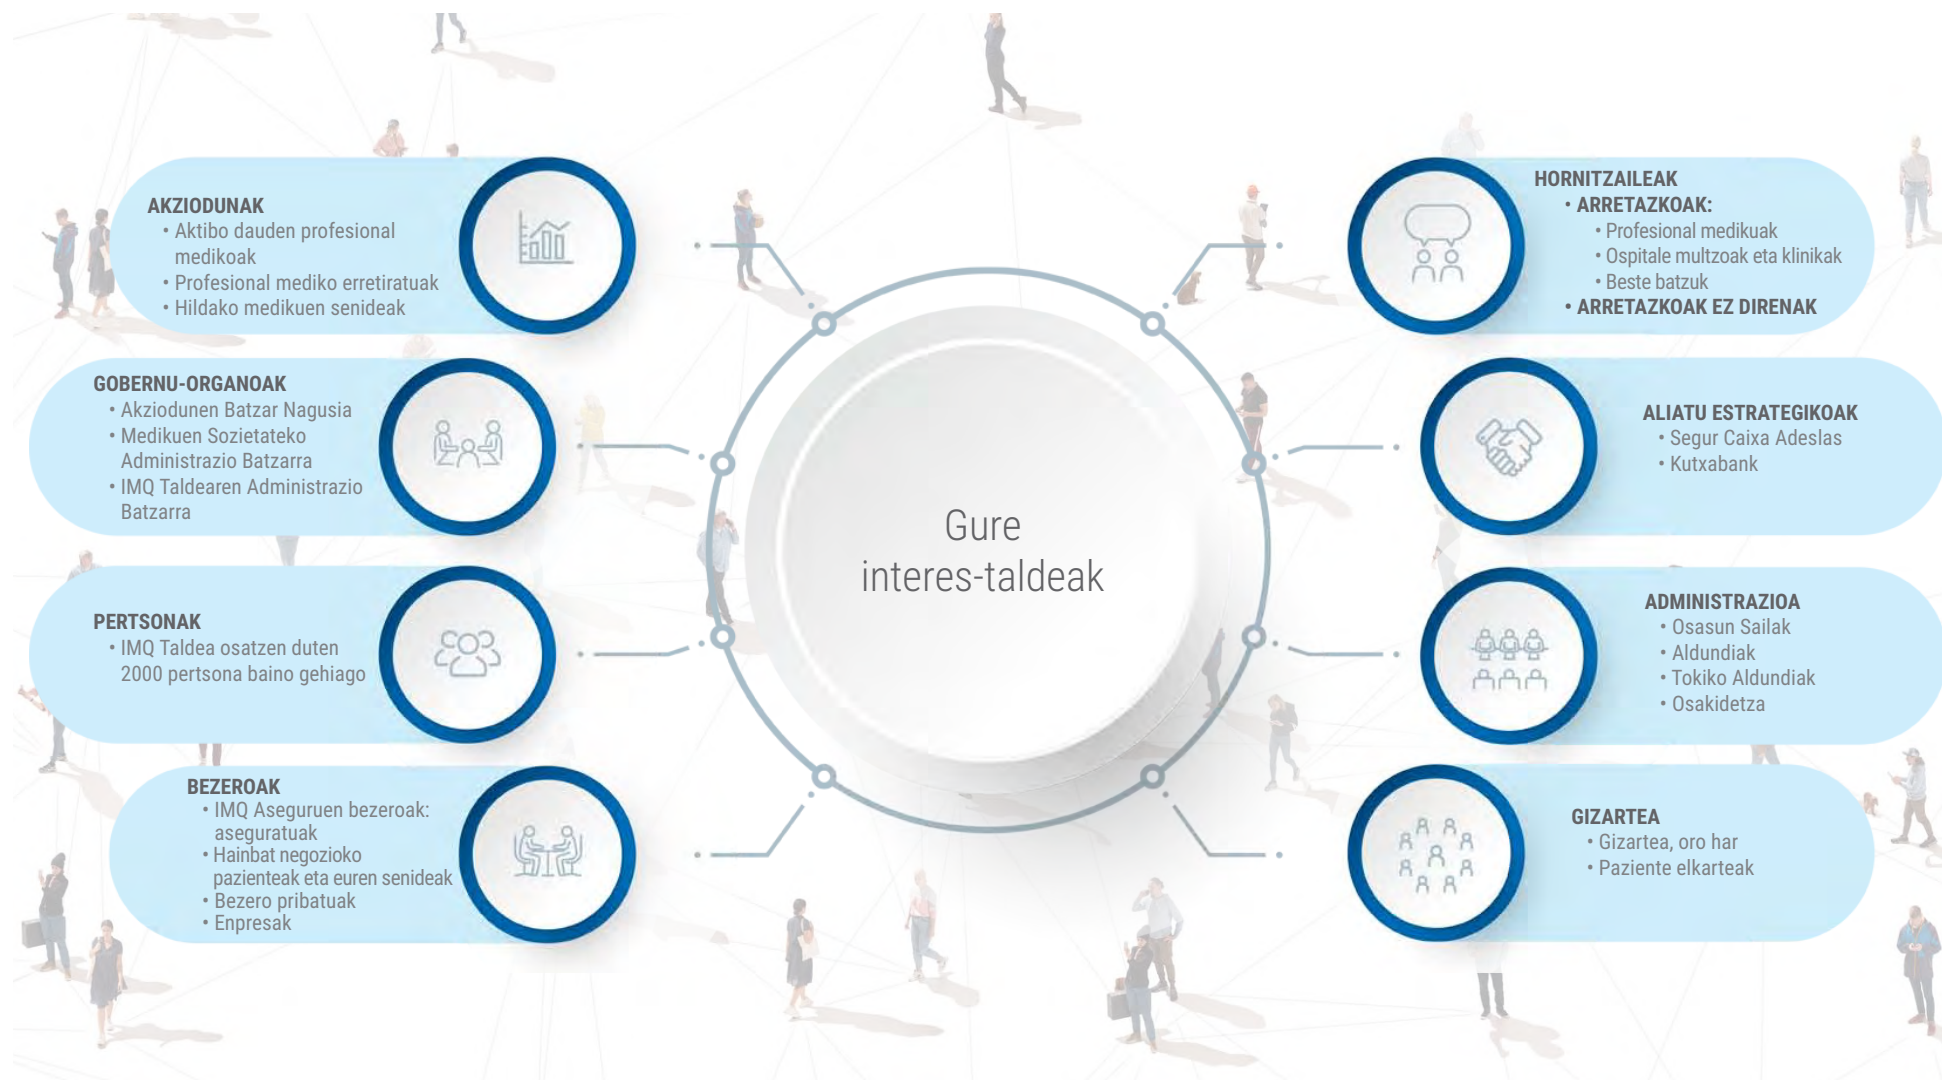 AKZIODUNAK
• Aktibo dauden profesional
medikoak
• Profesional mediko erretiratuak
• Hildako medikuen senideak
GOBERNU-ORGANOAK
• Akziodunen Batzar Nagusia
• Medikuen Sozietateko
Administrazio Batzarra
• IMQ Taldearen Administrazio
Batzarra
PERTSONAK
• IMQ Taldea osatzen duten
2000 pertsona baino gehiago
BEZEROAK
• IMQ Aseguruen bezeroak:
aseguratuak
• Hainbat negozioko
pazienteak eta euren senideak
• Bezero pribatuak
• Enpresak
Gure
interes-taldeak
HORNITZAILEAK
• ARRETAZKOAK:
• Profesional medikuak
• Ospitale multzoak eta klinikak
• Beste batzuk
• ARRETAZKOAK EZ DIRENAK
ALIATU ESTRATEGIKOAK
• Segur Caixa Adeslas
• Kutxabank
ADMINISTRAZIOA
• Osasun Sailak
• Aldundiak
• Tokiko Aldundiak
• Osakidetza
GIZARTEA
• Gizartea, oro har
• Paziente elkarteak